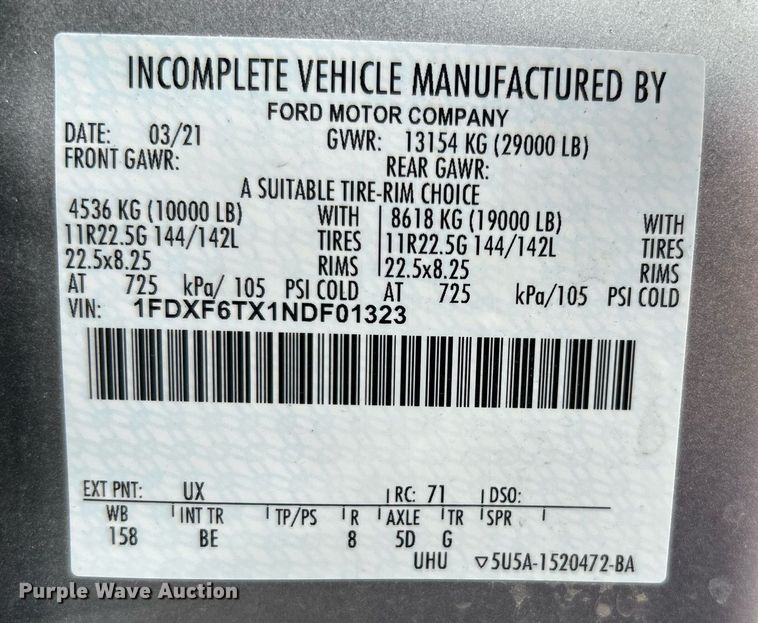 INCOMPLETE VEHICLE MANUFACTURED BY
FORD MOTOR COMPANY
DATE: 03/21 GVWR: 13154 KG (29000 LB)
FRONT GAWR: REAR GAWR:
A SUITABLE TIRE-RIM CHOICE
4536 KG (10000 LB) WITH 8618 KG (19000 LB) WITH
11R22.5G 144/142L TIRES 11R22.5G 144/142L TIRES
22.5x8.25 RIMS 22.5x8.25 RIMS
AT 725 kPa/ 105 PSI COLD AT 725 kPa/105 PSI COLD
VIN: 1FDXF6TX1NDF01323
EXT PNT: UX RC: 71 DSO:
WB INT TR TP/PS R AXLE TR SPR
158 BE 8 5D G
UHU ▽5U5A-1520472-BA
Purple Wave Auction